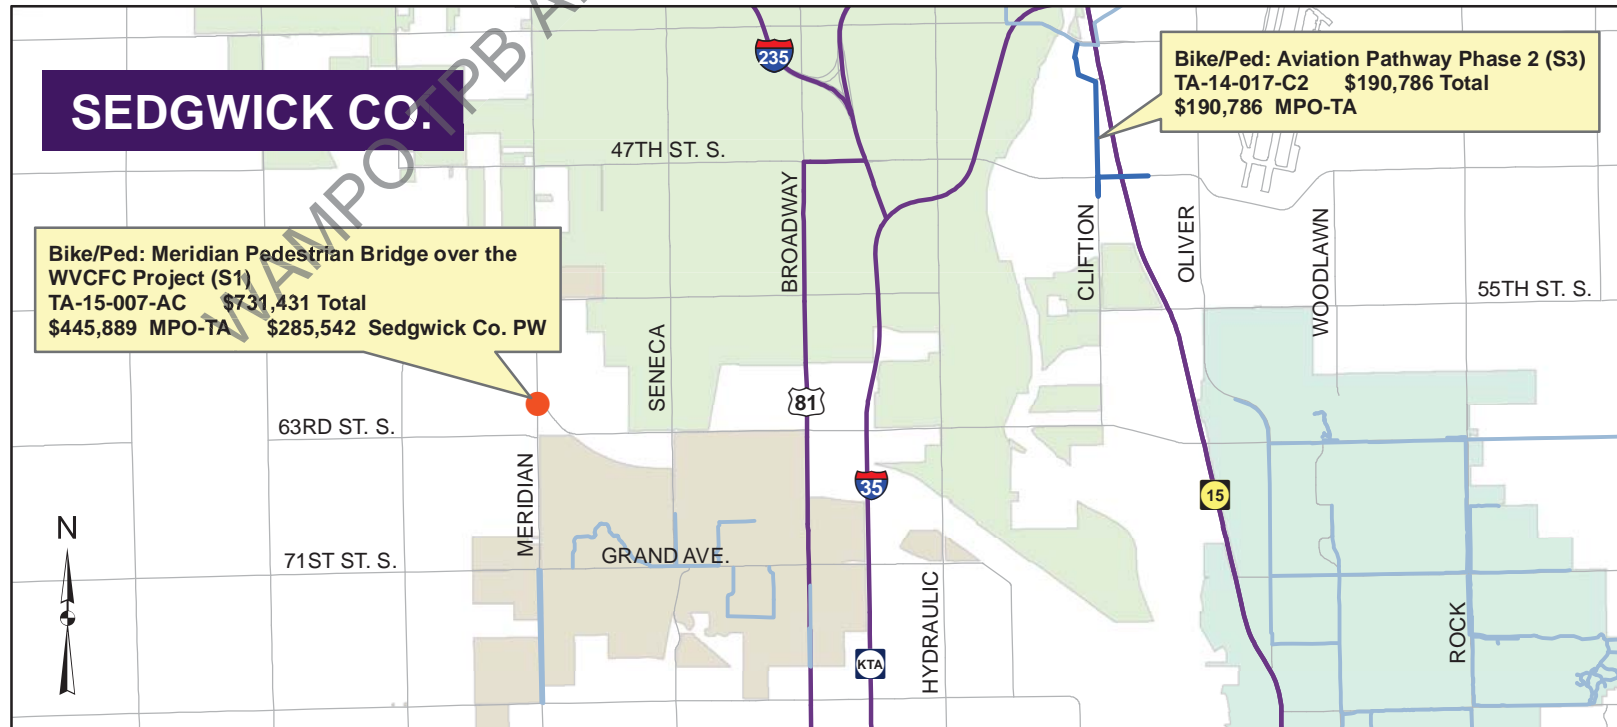 SEDGWICK CO.
WAMPO TPB
235
Bike/Ped: Aviation Pathway Phase 2 (S3)
TA-14-017-C2 $190,786 Total
$190,786 MPO-TA
47TH ST. S.
BROADWAY
CLIFTION
OLIVER
WOODLAWN
Bike/Ped: Meridian Pedestrian Bridge over the
WVCFC Project (S1)
TA-15-007-AC $731,431 Total
$445,889 MPO-TA $285,542 Sedgwick Co. PW
55TH ST. S.
SENECA
81
63RD ST. S.
MERIDIAN
35
15
N
71ST ST. S.
GRAND AVE.
HYDRAULIC
ROCK
KTA